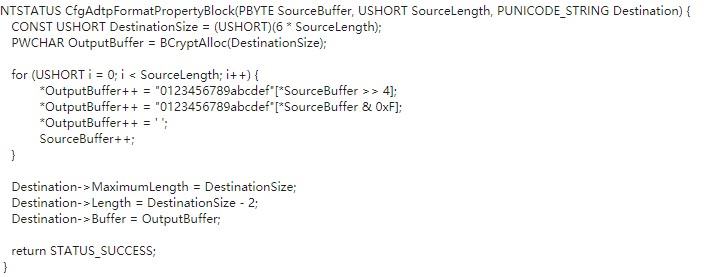 NTSTATUS CfgAdtpFormatPropertyBlock(PBYTE SourceBuffer, USHORT SourceLength, PUNICODE_STRING Destination) {
CONST USHORT DestinationSize = (USHORT)(6 * SourceLength);
PWCHAR OutputBuffer = BCryptAlloc(DestinationSize);
for (USHORT i = 0; i < SourceLength; i++) {
*OutputBuffer++ = "0123456789abcdef"[*SourceBuffer >> 4];
*OutputBuffer++ = "0123456789abcdef"[*SourceBuffer & 0xF];
*OutputBuffer++ = ' ';
SourceBuffer++;
}
Destination->MaximumLength = DestinationSize;
Destination->Length = DestinationSize - 2;
Destination->Buffer = OutputBuffer;
return STATUS_SUCCESS;
}